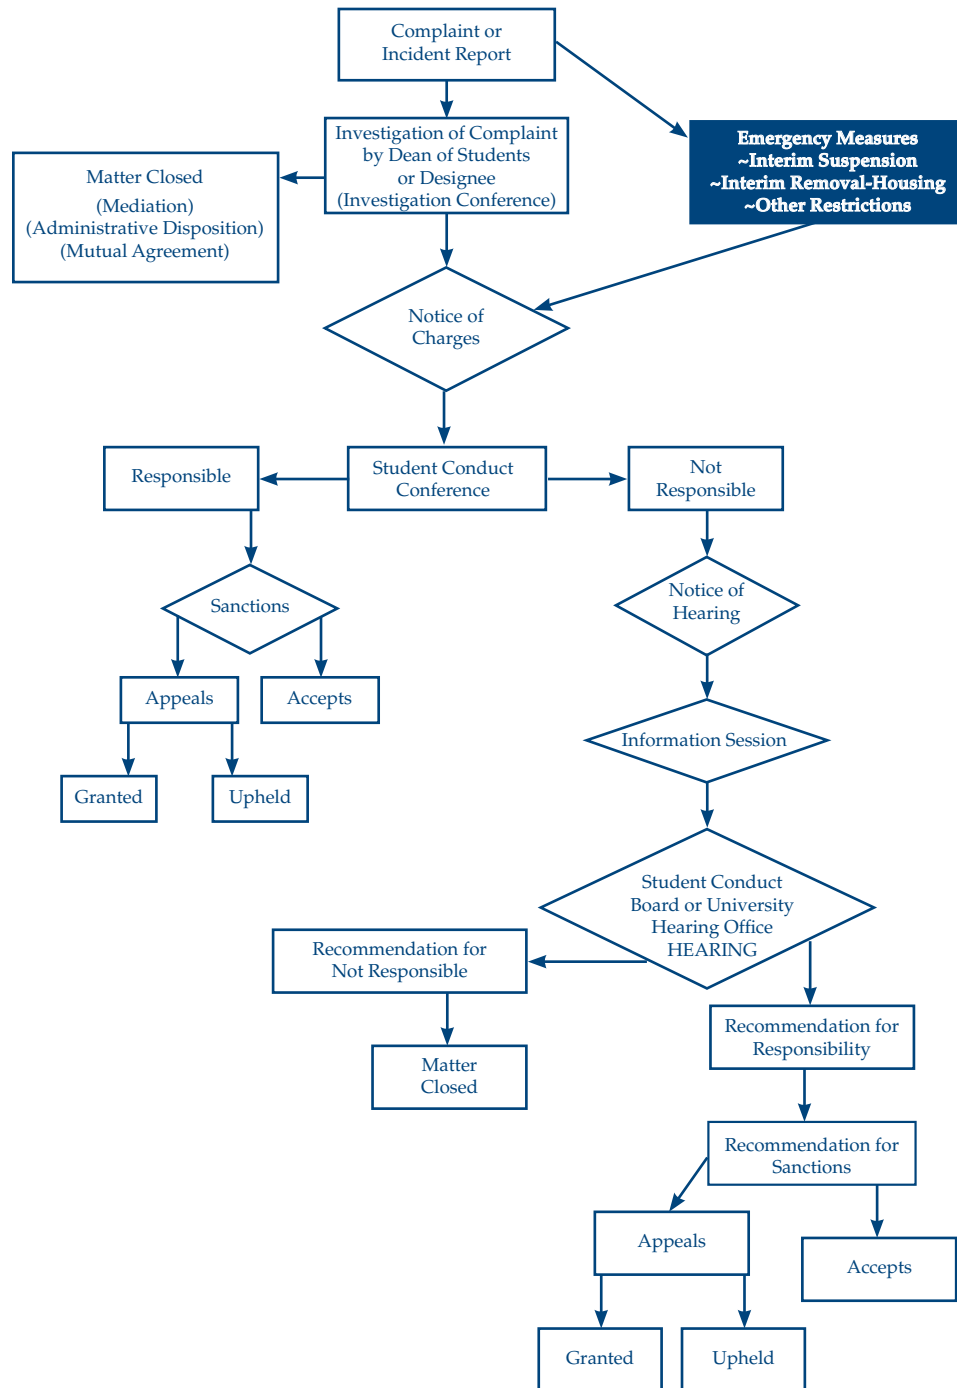 Complaint or
Incident Report
Emergency Measures
~Interim Suspension
~Interim Removal-Housing
~Other Restrictions
Investigation of Complaint
by Dean of Students
or Designee
(Investigation Conference)
Matter Closed
(Mediation)
(Administrative Disposition)
(Mutual Agreement)
Notice of
Charges
Responsible
Student Conduct
Conference
Not
Responsible
Sanctions
Notice of
Hearing
Appeals
Accepts
Information Session
Granted
Upheld
Student Conduct
Board or University
Hearing Office
HEARING
Recommendation for
Not Responsible
Recommendation for
Responsibility
Matter
Closed
Recommendation for
Sanctions
Appeals
Accepts
Granted
Upheld